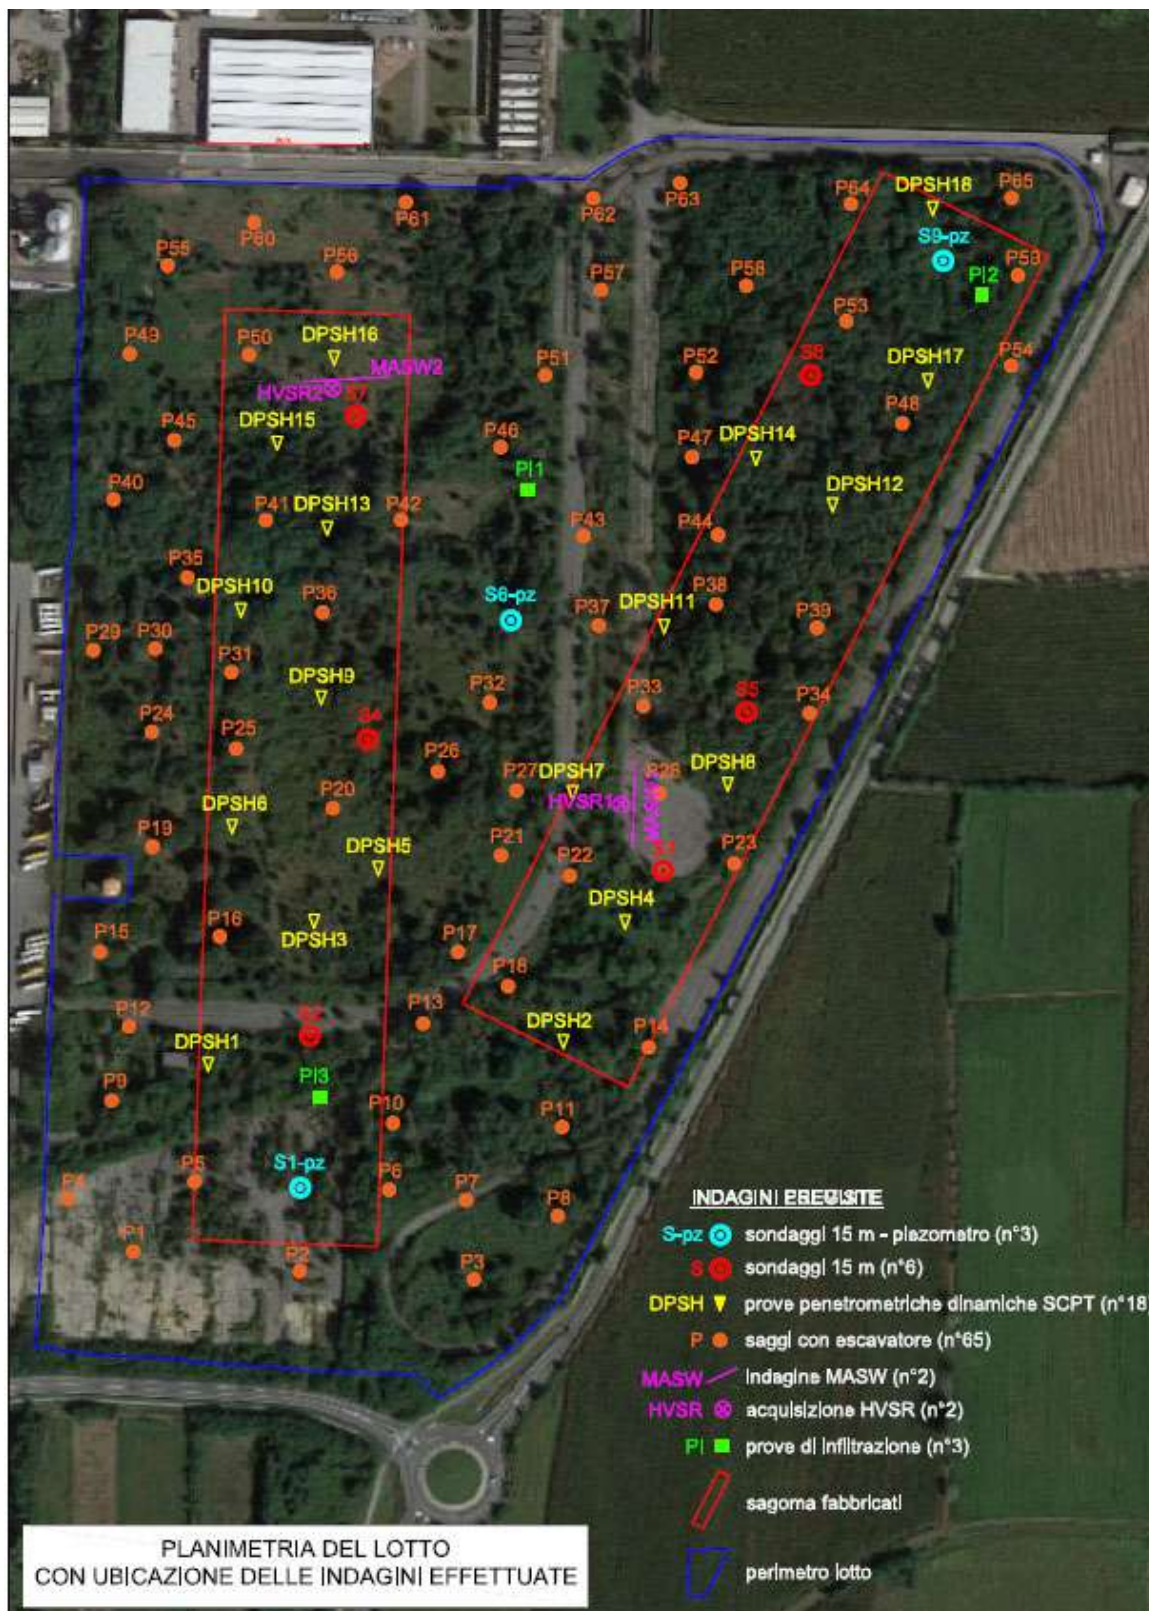 P64
DPSH18
P65
P63
P62
P61
P60
S9-pz
P55
P56
PI2
P58
P57
P53
P49
P50
DPSH16
P51
P52
P54
DPSH17
MASW2
HVSR2
S7
DPSH15
P45
P46
P47
DPSH14
P48
PI1
P40
DPSH12
P41
DPSH13
P42
P43
P44
P35
DPSH10
P36
S6-pz
P38
P37
DPSH11
P39
P29
P30
P31
DPSH9
P32
P33
S5
P34
P24
P25
S4
P26
P27
DPSH7
P28
DPSH8
HVSR1
P20
DPSH6
P19
DPSH5
P21
P22
P23
DPSH4
P16
DPSH3
P15
P17
P18
P12
P13
DPSH2
P14
DPSH1
PI3
P9
P10
P11
P5
S1-pz
P6
P7
P4
P8
P1
P2
P3
INDAGINI
S-pz sondaggi 15 m - piezometro (n°3)
S sondaggi 15 m (n°6)
DPSH prove penetrometriche dinamiche SCPT (n°18)
P saggi con escavatore (n°65)
MASW indagine MASW (n°2)
HVSR acquisizione HVSR (n°2)
PI prove di infiltrazione (n°3)
sagoma fabbricati
perimetro lotto
PLANIMETRIA DEL LOTTO
CON UBICAZIONE DELLE INDAGINI EFFETTUATE